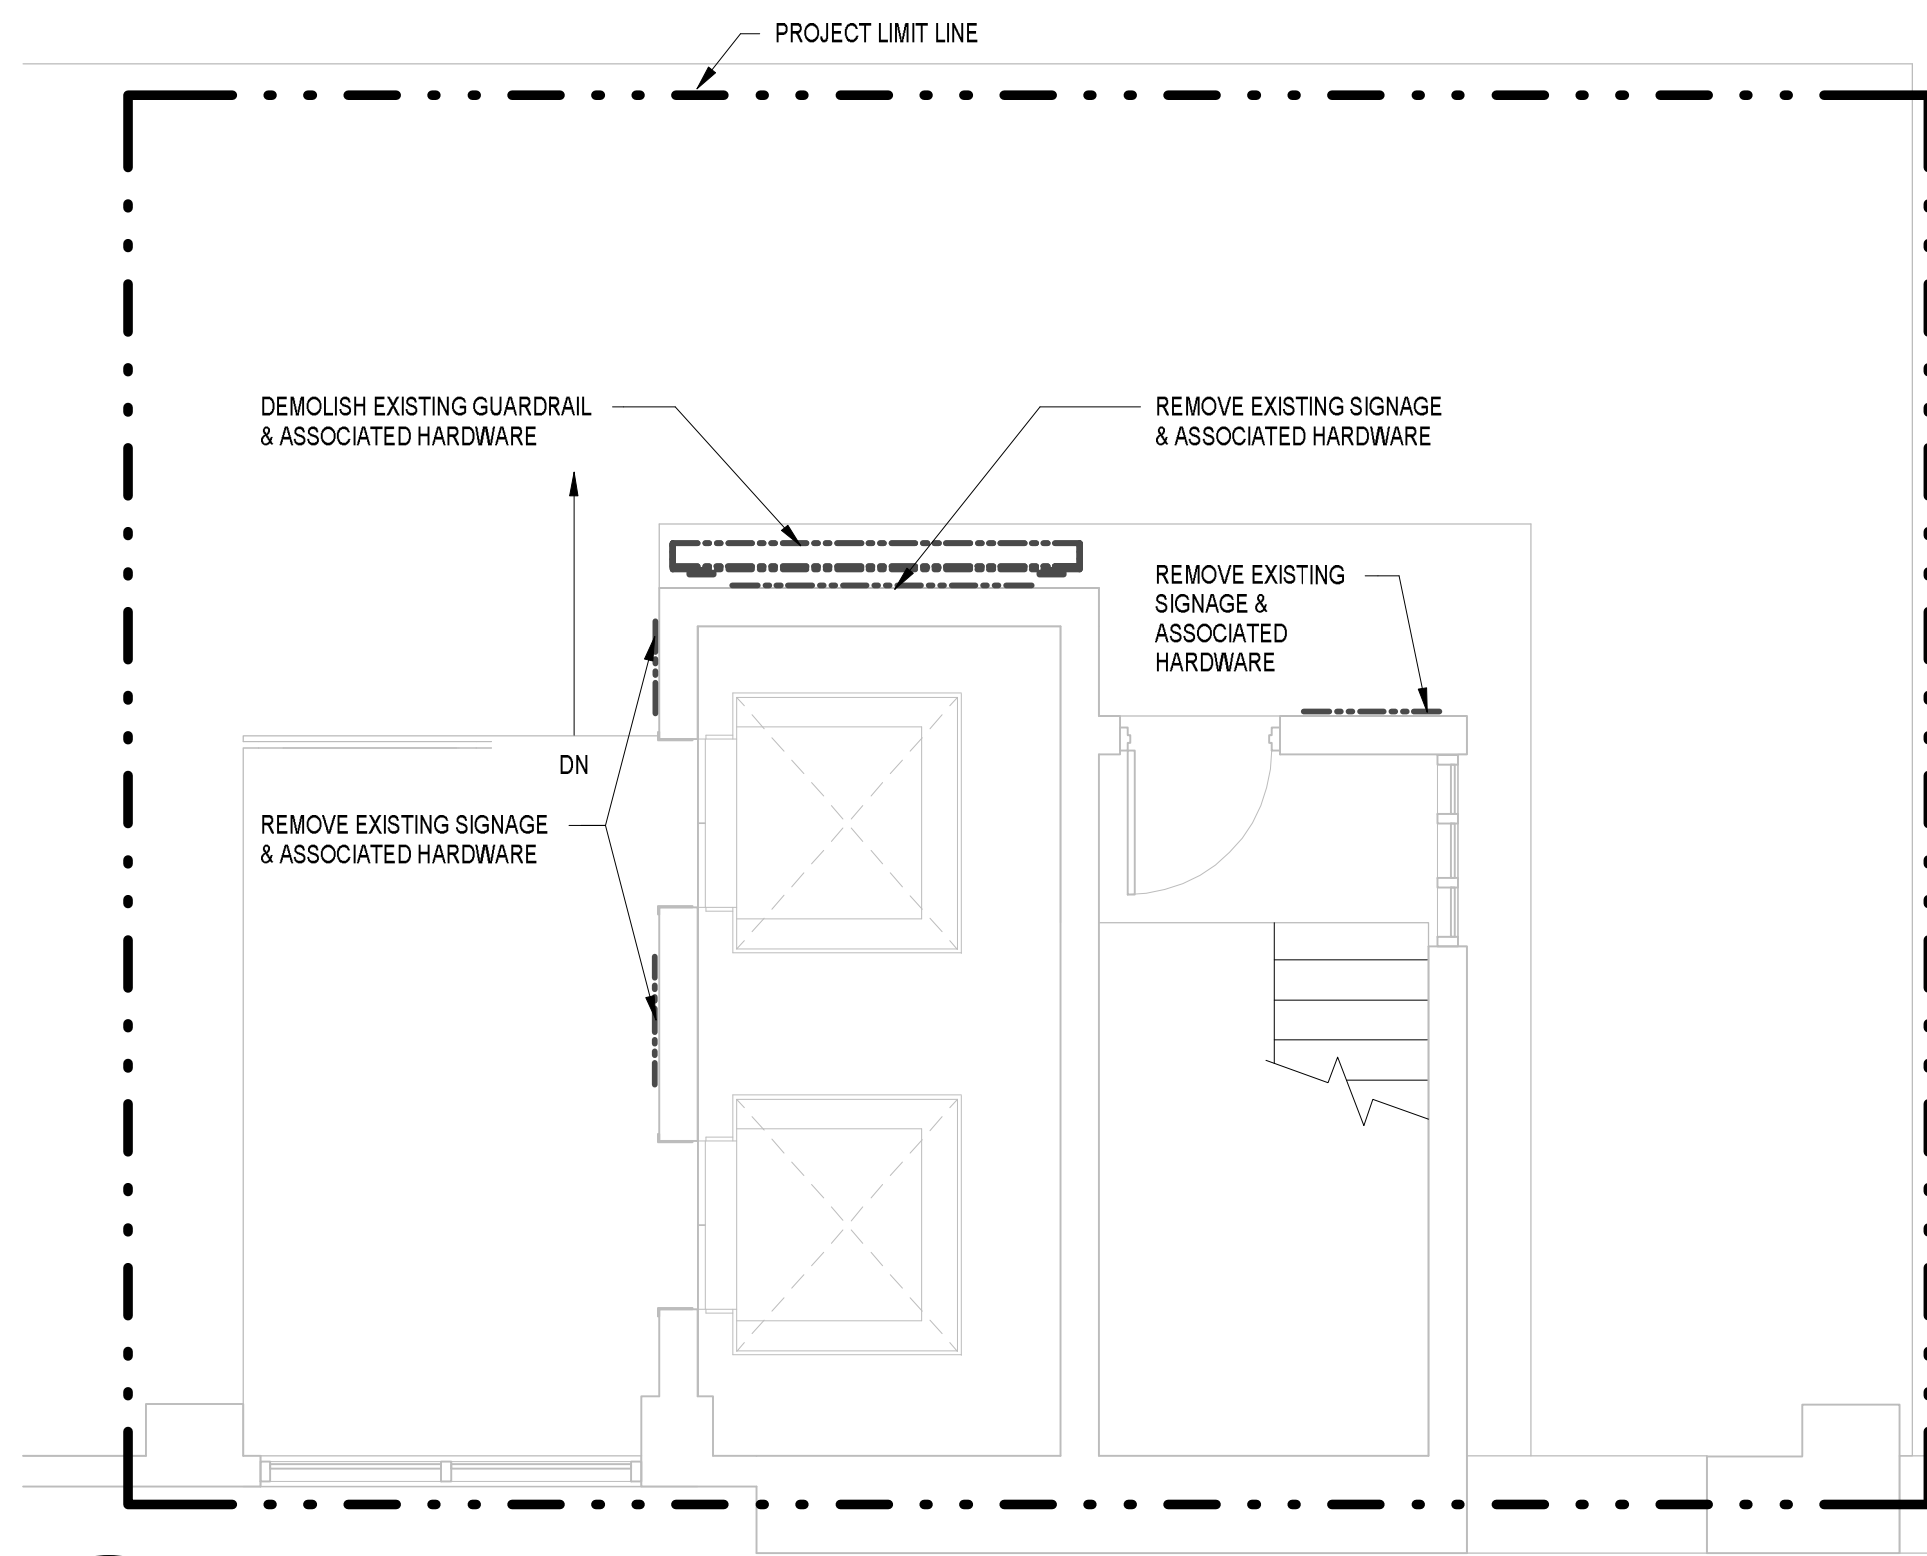 PROJECT LIMIT LINE
DEMOLISH EXISTING GUARDRAIL
& ASSOCIATED HARDWARE
REMOVE EXISTING SIGNAGE
& ASSOCIATED HARDWARE
REMOVE EXISTING
SIGNAGE &
ASSOCIATED
HARDWARE
DN
REMOVE EXISTING SIGNAGE
& ASSOCIATED HARDWARE